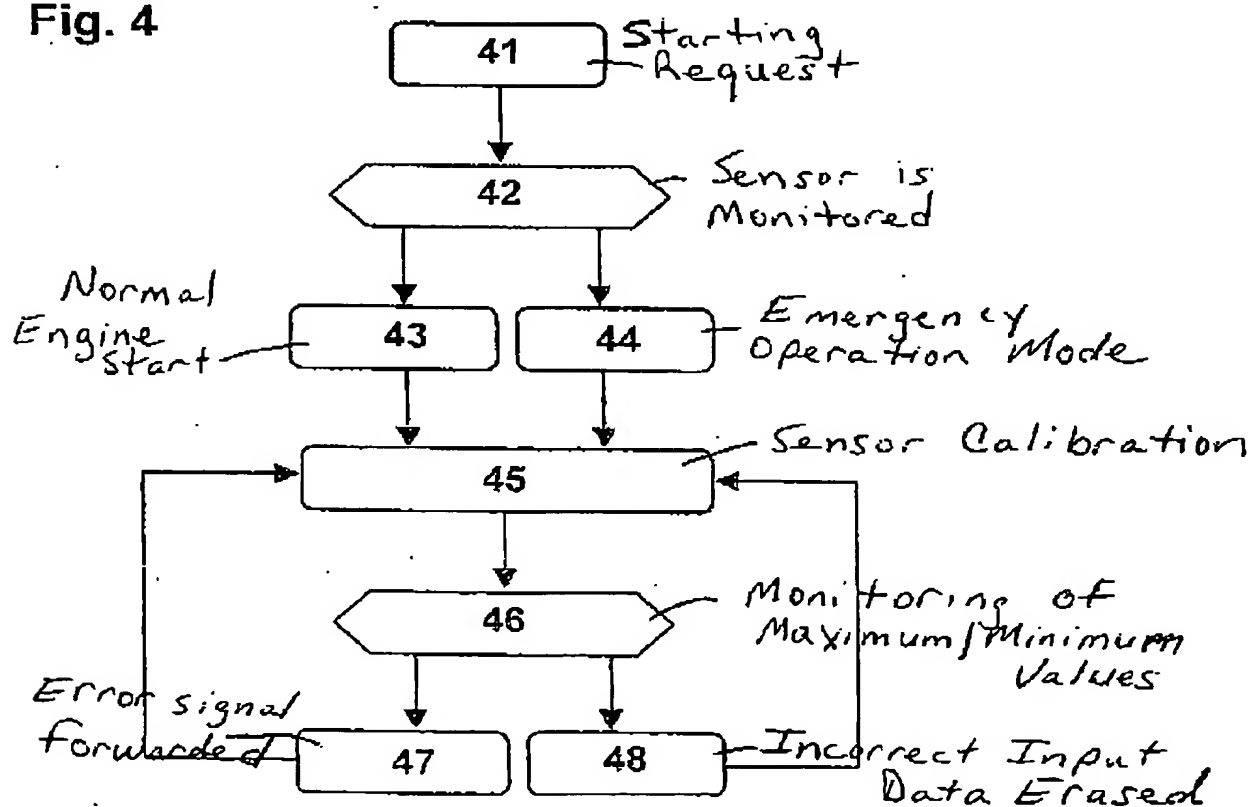 Fig. 4
41
Starting
Request
42
Sensor is
Monitored
Normal
Engine
Start
43
44
Emergency
Operation Mode
45
Sensor Calibration
46
Monitoring of
Maximum/Minimum
Values
Error signal
forwarded
47
48
Incorrect Input
Data Erased